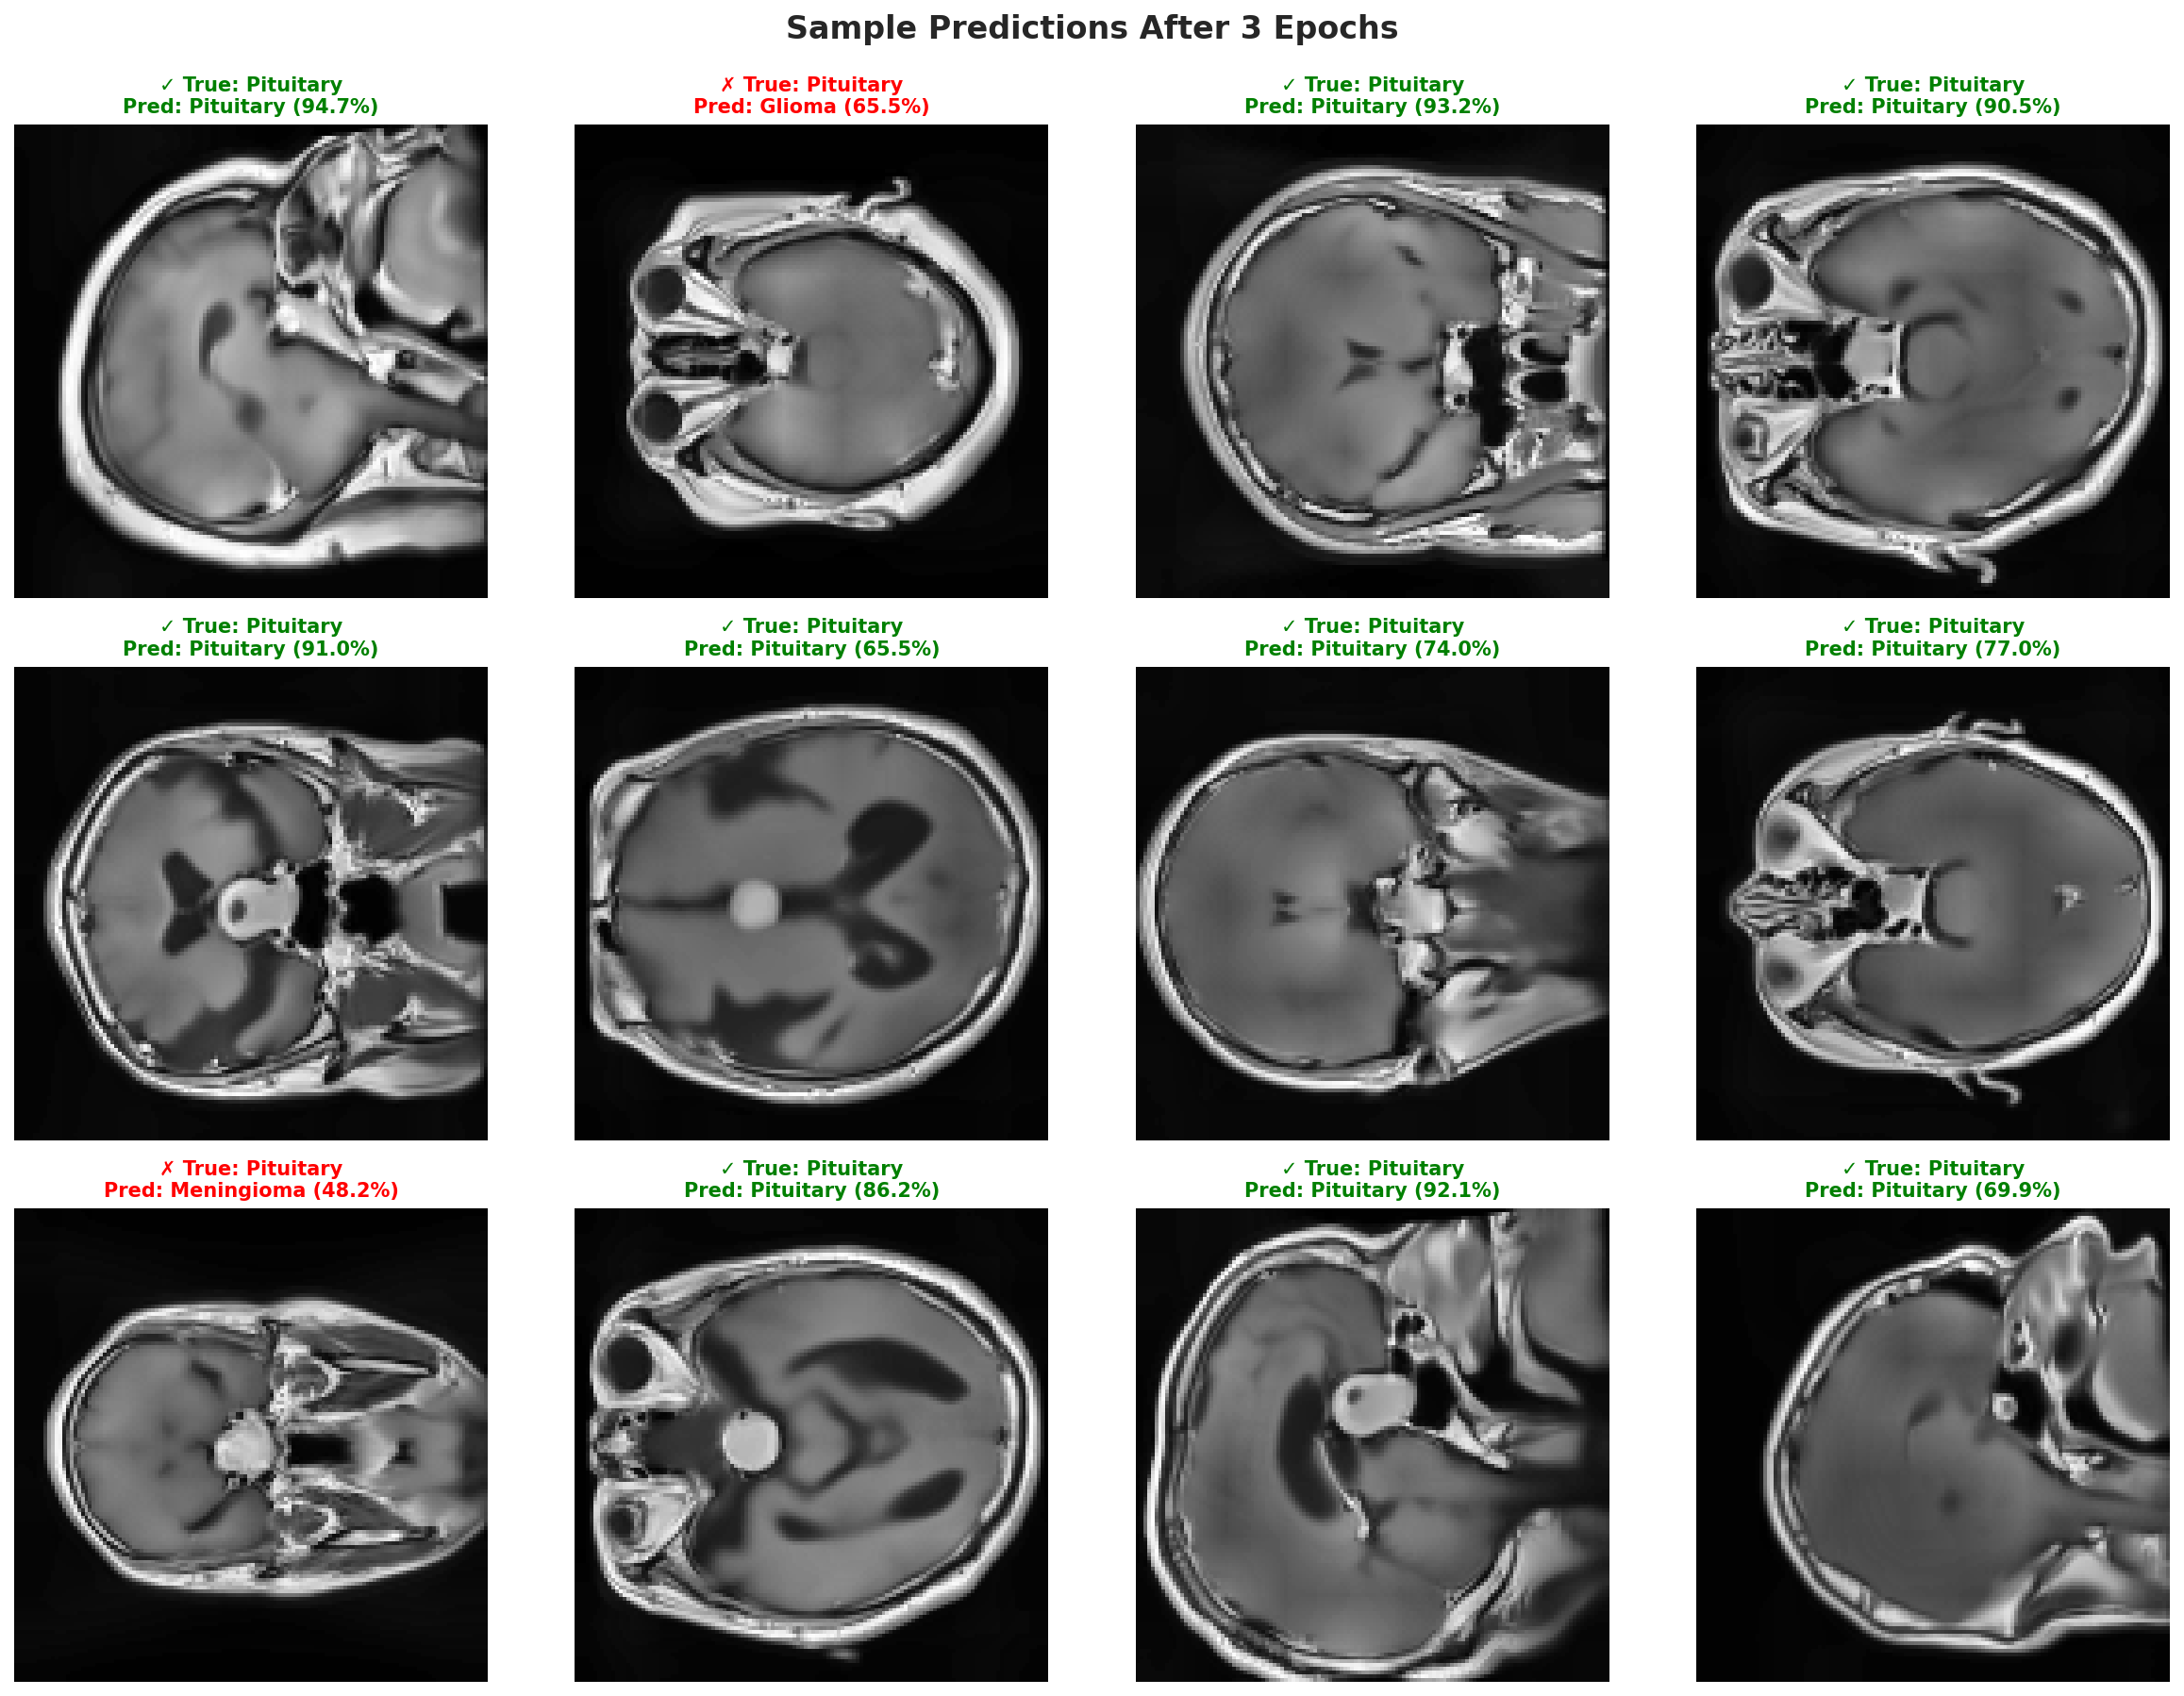 Sample Predictions After 3 Epochs
✓ True: Pituitary
Pred: Pituitary (94.7%)
✗ True: Pituitary
Pred: Glioma (65.5%)
✓ True: Pituitary
Pred: Pituitary (93.2%)
✓ True: Pituitary
Pred: Pituitary (90.5%)
✓ True: Pituitary
Pred: Pituitary (91.0%)
✓ True: Pituitary
Pred: Pituitary (65.5%)
✓ True: Pituitary
Pred: Pituitary (74.0%)
✓ True: Pituitary
Pred: Pituitary (77.0%)
✗ True: Pituitary
Pred: Meningioma (48.2%)
✓ True: Pituitary
Pred: Pituitary (86.2%)
✓ True: Pituitary
Pred: Pituitary (92.1%)
✓ True: Pituitary
Pred: Pituitary (69.9%)